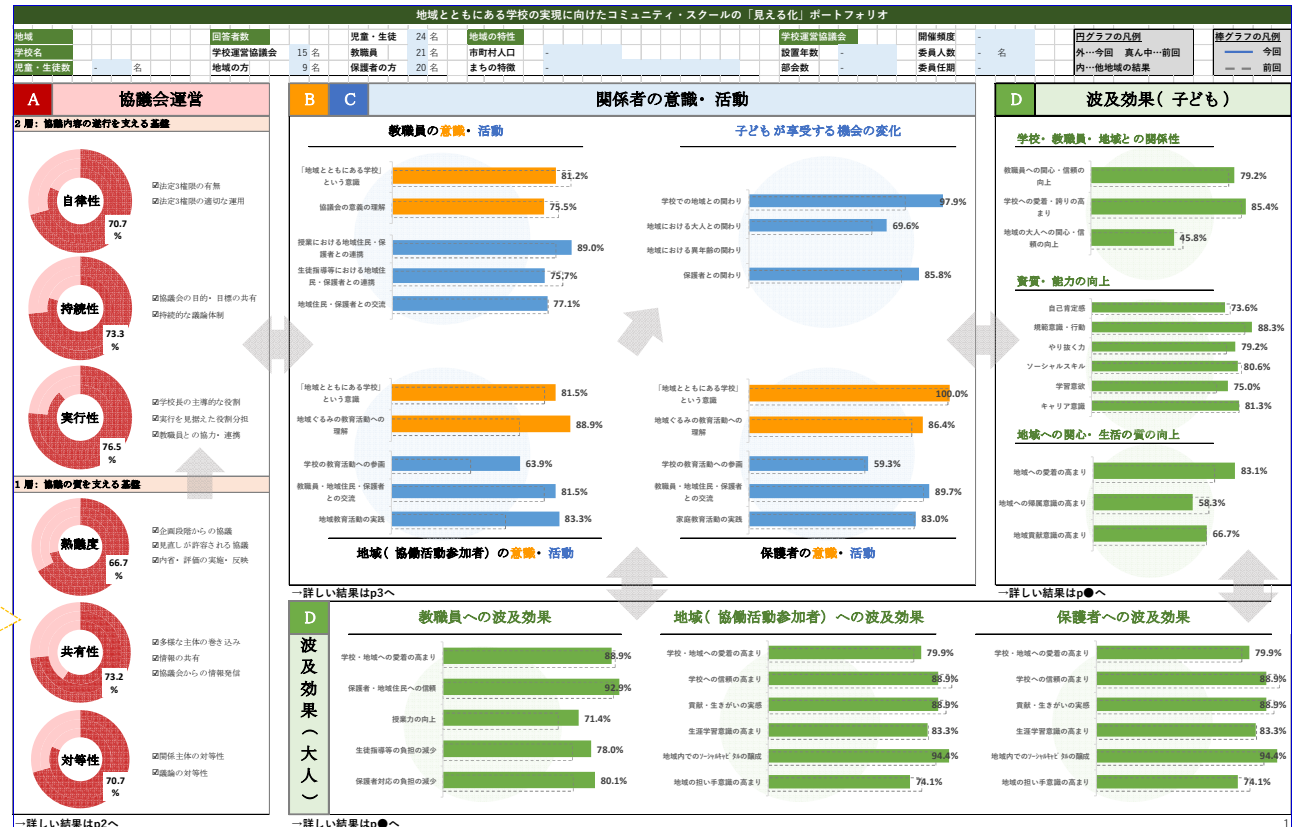 地域とともにある学校の実現に向けたコミュニティ・スクールの「見える化」ポートフォリオ
地域
学校名
児童・生徒数 - 名
回答者数
学校運営協議会 15 名
地域の方 9 名
児童・生徒 24 名
教職員 21 名
保護者の方 20 名
地域の特性
市町村人口 -
まちの特徴 -
学校運営協議会
設置年数 -
部会数 -
開催頻度 -
委員人数 - 名
委員任期 -
円グラフの凡例
外…今回 真ん中…前回
内…他地域の結果
棒グラフの凡例
今回
前回
A 協議会運営
2層：協議内容の遂行を支える基盤
自律性
70.7
%
☑法定3権限の有無
☑法定3権限の適切な運用
持続性
73.3
%
☑協議会の目的・目標の共有
☑持続的な議論体制
実行性
76.5
%
☑学校長の主導的な役割
☑実行を見据えた役割分担
☑教職員との協力・連携
1層：協議の質を支える基盤
熟議度
66.7
%
☑企画段階からの協議
☑見直しが許容される協議
☑内省・評価の実施・反映
共有性
73.2
%
☑多様な主体の巻き込み
☑情報の共有
☑協議会からの情報発信
対等性
70.7
%
☑関係主体の対等性
☑議論の対等性
→詳しい結果はp2へ
B C 関係者の意識・活動
教職員の意識・活動
「地域とともにある学校」
という意識
81.2%
協議会の意義の理解 75.5%
授業における地域住民・保
護者との連携
89.0%
生徒指導等における地域住
民・保護者との連携
75.7%
地域住民・保護者との交流 77.1%
子どもが享受する機会の変化
学校での地域との関わり 97.9%
地域における大人との関わり 69.6%
地域における異年齢の関わり
保護者との関わり 85.8%
「地域とともにある学校」
という意識
81.5%
地域ぐるみの教育活動への
理解
88.9%
学校の教育活動への参画 63.9%
教職員・地域住民・保護者
との交流
81.5%
地域教育活動の実践 83.3%
地域（協働活動参加者）の意識・活動
「地域とともにある学校」
という意識
100.0%
地域ぐるみの教育活動への
理解
86.4%
学校の教育活動への参画 59.3%
教職員・地域住民・保護者
との交流
89.7%
家庭教育活動の実践 83.0%
保護者の意識・活動
→詳しい結果はp3へ
D 波及効果（子ども）
学校・教職員・地域との関係性
教職員への関心・信頼の
向上
79.2%
学校への愛着・誇りの高
まり
85.4%
地域の大人への関心・信
頼の向上
45.8%
資質・能力の向上
自己肯定感 73.6%
規範意識・行動 88.3%
やり抜く力 79.2%
ソーシャルスキル 80.6%
学習意欲 75.0%
キャリア意識 81.3%
地域への関心・生活の質の向上
地域への愛着の高まり 83.1%
地域への帰属意識の高まり 58.3%
地域貢献意識の高まり 66.7%
→詳しい結果はp●へ
D
波及効果（大人）
教職員への波及効果
学校・地域への愛着の高まり 88.9%
保護者・地域住民への信頼 92.9%
授業力の向上 71.4%
生徒指導等の負担の減少 78.0%
保護者対応の負担の減少 80.1%
地域（協働活動参加者）への波及効果
学校・地域への愛着の高まり 79.9%
学校への信頼の高まり 88.9%
貢献・生きがいの実感 88.9%
生涯学習意識の高まり 83.3%
地域内でのソーシャルキャピタルの醸成 94.4%
地域の担い手意識の高まり 74.1%
保護者への波及効果
学校・地域への愛着の高まり 79.9%
学校への信頼の高まり 88.9%
貢献・生きがいの実感 88.9%
生涯学習意識の高まり 83.3%
地域内でのソーシャルキャピタルの醸成 94.4%
地域の担い手意識の高まり 74.1%
→詳しい結果はp●へ
1